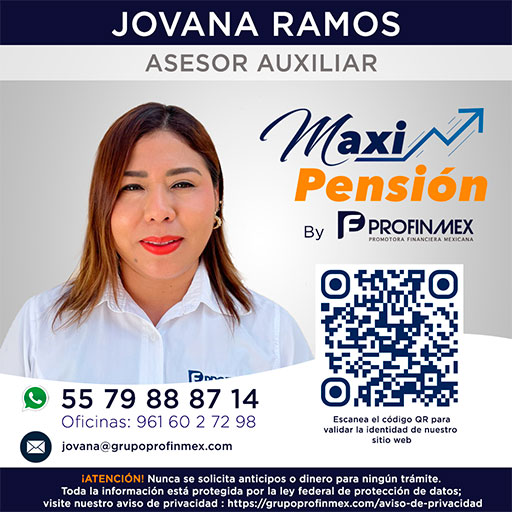 JOVANA RAMOS
ASESOR AUXILIAR
Maxi
Pensión
By PROFINMEX
PROMOTORA FINANCIERA MEXICANA
PROFIN
55 79 88 87 14
Oficinas: 961 60 2 72 98
jovana@grupoprofinmex.com
Escanea el código QR para
validar la identidad de nuestro
sitio web
¡ATENCIÓN! Nunca se solicita anticipos o dinero para ningún trámite.
Toda la información está protegida por la ley federal de protección de datos;
visite nuestro aviso de privacidad : https://grupoprofinmex.com/aviso-de-privacidad